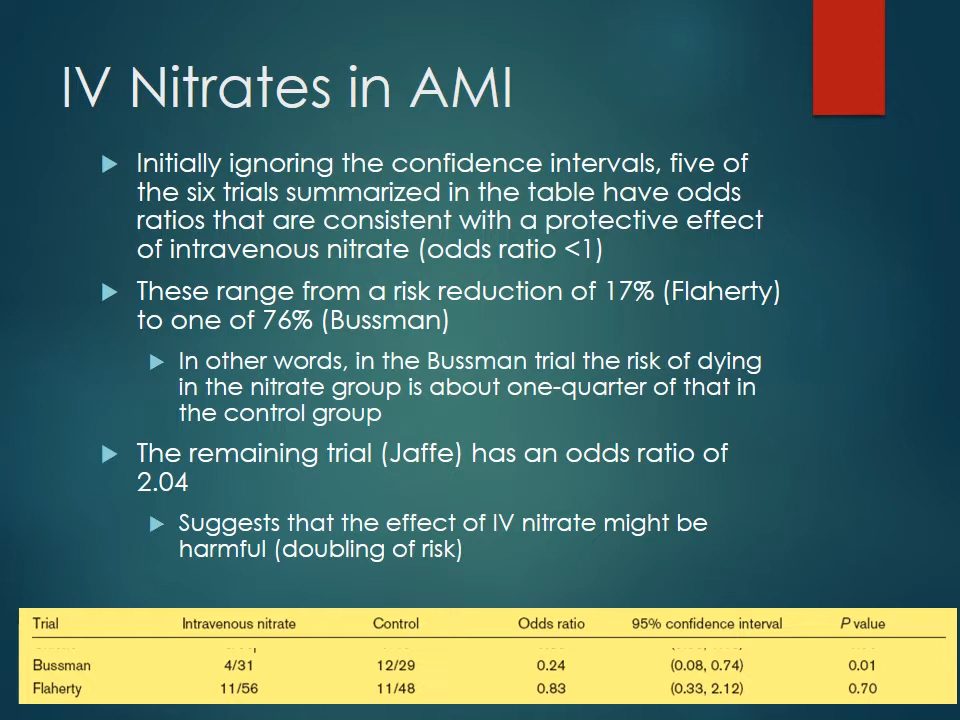 IV Nitrates in AMI
Initially ignoring the confidence intervals, five of
the six trials summarized in the table have odds
ratios that are consistent with a protective effect
of intravenous nitrate (odds ratio <1)
These range from a risk reduction of 17% (Flaherty)
to one of 76% (Bussman)
In other words, in the Bussman trial the risk of dying
in the nitrate group is about one-quarter of that in
the control group
The remaining trial (Jaffe) has an odds ratio of
2.04
Suggests that the effect of IV nitrate might be
harmful (doubling of risk)
Trial Intravenous nitrate Control Odds ratio 95% confidence interval P value
Bussman 4/31 12/29 0.24 (0.08, 0.74) 0.01
Flaherty 11/56 11/48 0.83 (0.33, 2.12) 0.70